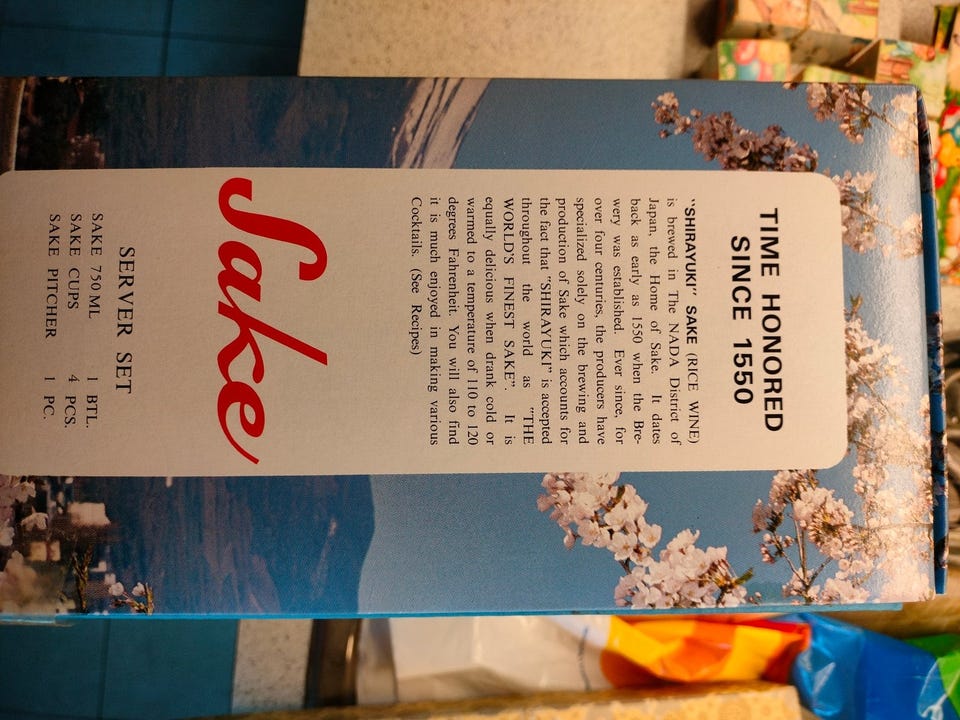 TIME HONORED
SINCE 1550
"SHIRAYUKI" SAKE (RICE WINE)
is brewed in The NADA District of
Japan, the Home of Sake. It dates
back as early as 1550 when the Bre-
wery was established. Ever since, for
over four centuries, the producers have
specialized solely on the brewing and
production of Sake which accounts for
the fact that "SHIRAYUKI" is accepted
throughout the world as "THE
WORLD'S FINEST SAKE". It is
equally delicious when drank cold or
warmed to a temperature of 110 to 120
degrees Fahrenheit. You will also find
it is much enjoyed in making various
Cocktails. (See Recipes)
Sake
SERVER SET
SAKE 750 ML 1 BTL.
SAKE CUPS 4 PCS.
SAKE PITCHER 1 PC.